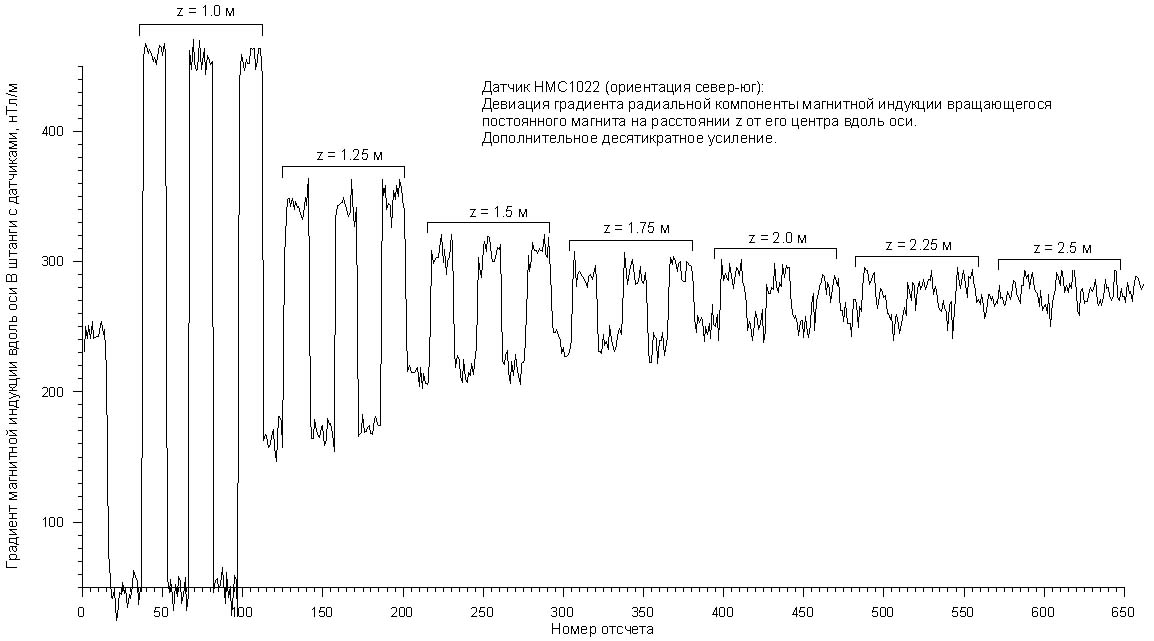 z = 1.0 м
Датчик HMC1022 (ориентация север-юг):
Девиация градиента радиальной компоненты магнитной индукции вращающегося
постоянного магнита на расстоянии z от его центра вдоль оси.
Дополнительное десятикратное усиление.
z = 1.25 м
z = 1.5 м
z = 1.75 м
z = 2.0 м
z = 2.25 м
z = 2.5 м
Градиент магнитной индукции вдоль оси В штанги с датчиками, нТл/м
400
300
200
100
0 50 100 150 200 250 300 350 400 450 500 550 600 650
Номер отсчета